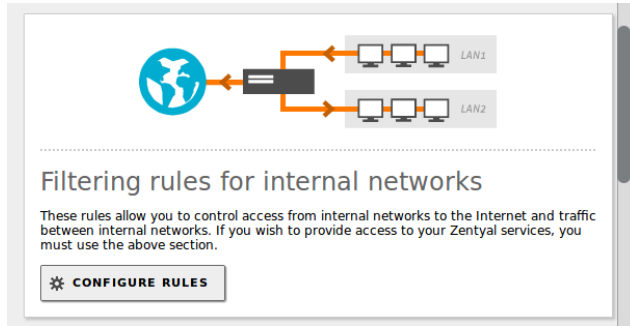 LAN1
LAN2
Filtering rules for internal networks
These rules allow you to control access from internal networks to the Internet and traffic
between internal networks. If you wish to provide access to your Zentyal services, you
must use the above section.
CONFIGURE RULES